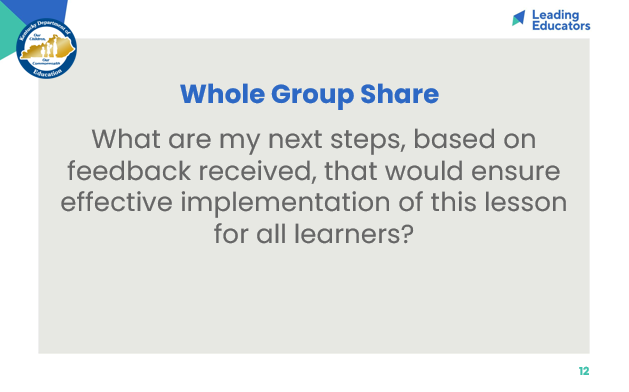 Kentucky Department of
Our Children,
Our Commonwealth
Education
Leading
Educators
Whole Group Share
What are my next steps, based on
feedback received, that would ensure
effective implementation of this lesson
for all learners?
12